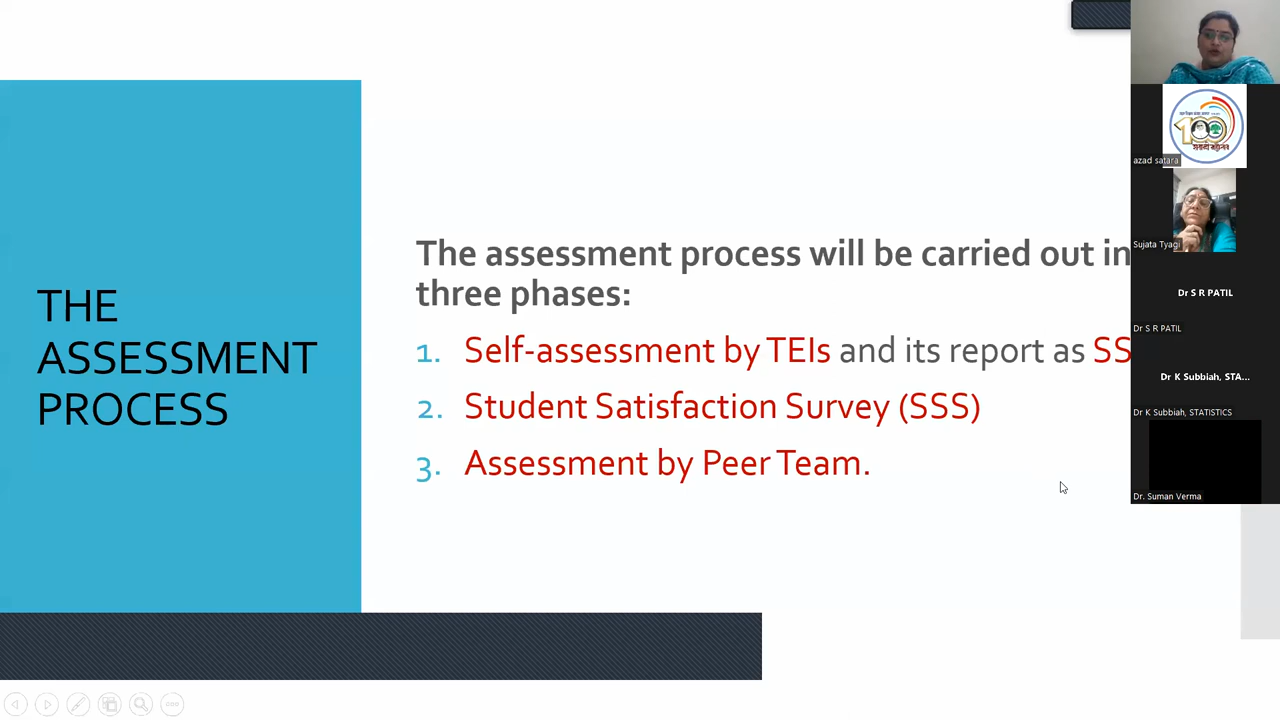 THE
ASSESSMENT
PROCESS
The assessment process will be carried out in
three phases:
1. Self-assessment by TEIs and its report as SS
2. Student Satisfaction Survey (SSS)
3. Assessment by Peer Team.
100
azad satara
Sujata Tyagi
Dr S R PATIL
Dr S R PATIL
Dr K Subbiah, STA...
Dr K Subbiah, STATISTICS
Dr. Suman Verma